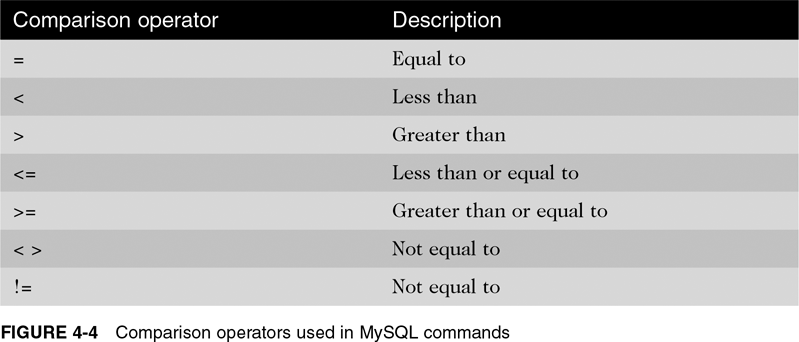 Comparison operator Description
= Equal to
< Less than
> Greater than
<= Less than or equal to
>= Greater than or equal to
< > Not equal to
!= Not equal to
FIGURE 4-4 Comparison operators used in MySQL commands